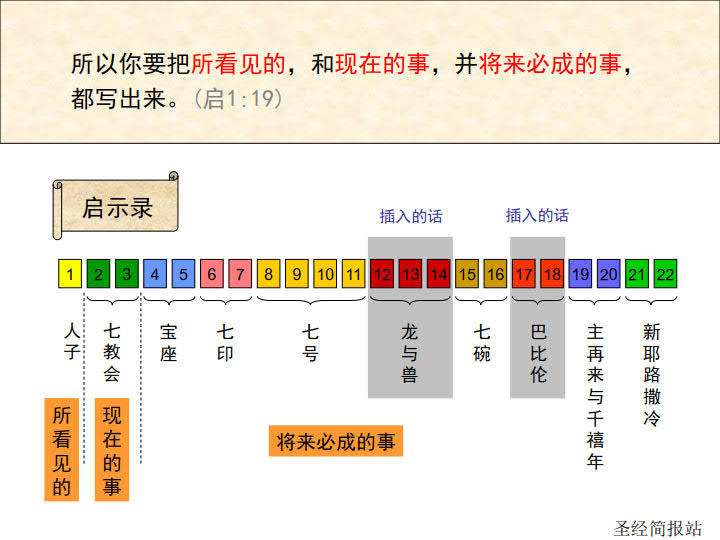 所以你要把所看见的，和现在的事，并将来必成的事，
都写出来。(启1:19)
启示录
插入的话
插入的话
1 2 3 4 5 6 7 8 9 10 11 12 13 14 15 16 17 18 19 20 21 22
人子
七教会
宝座
七印
七号
龙与兽
七碗
巴比伦
主再来与千禧年
新耶路撒冷
所看见的
现在的事
将来必成的事
圣经简报站